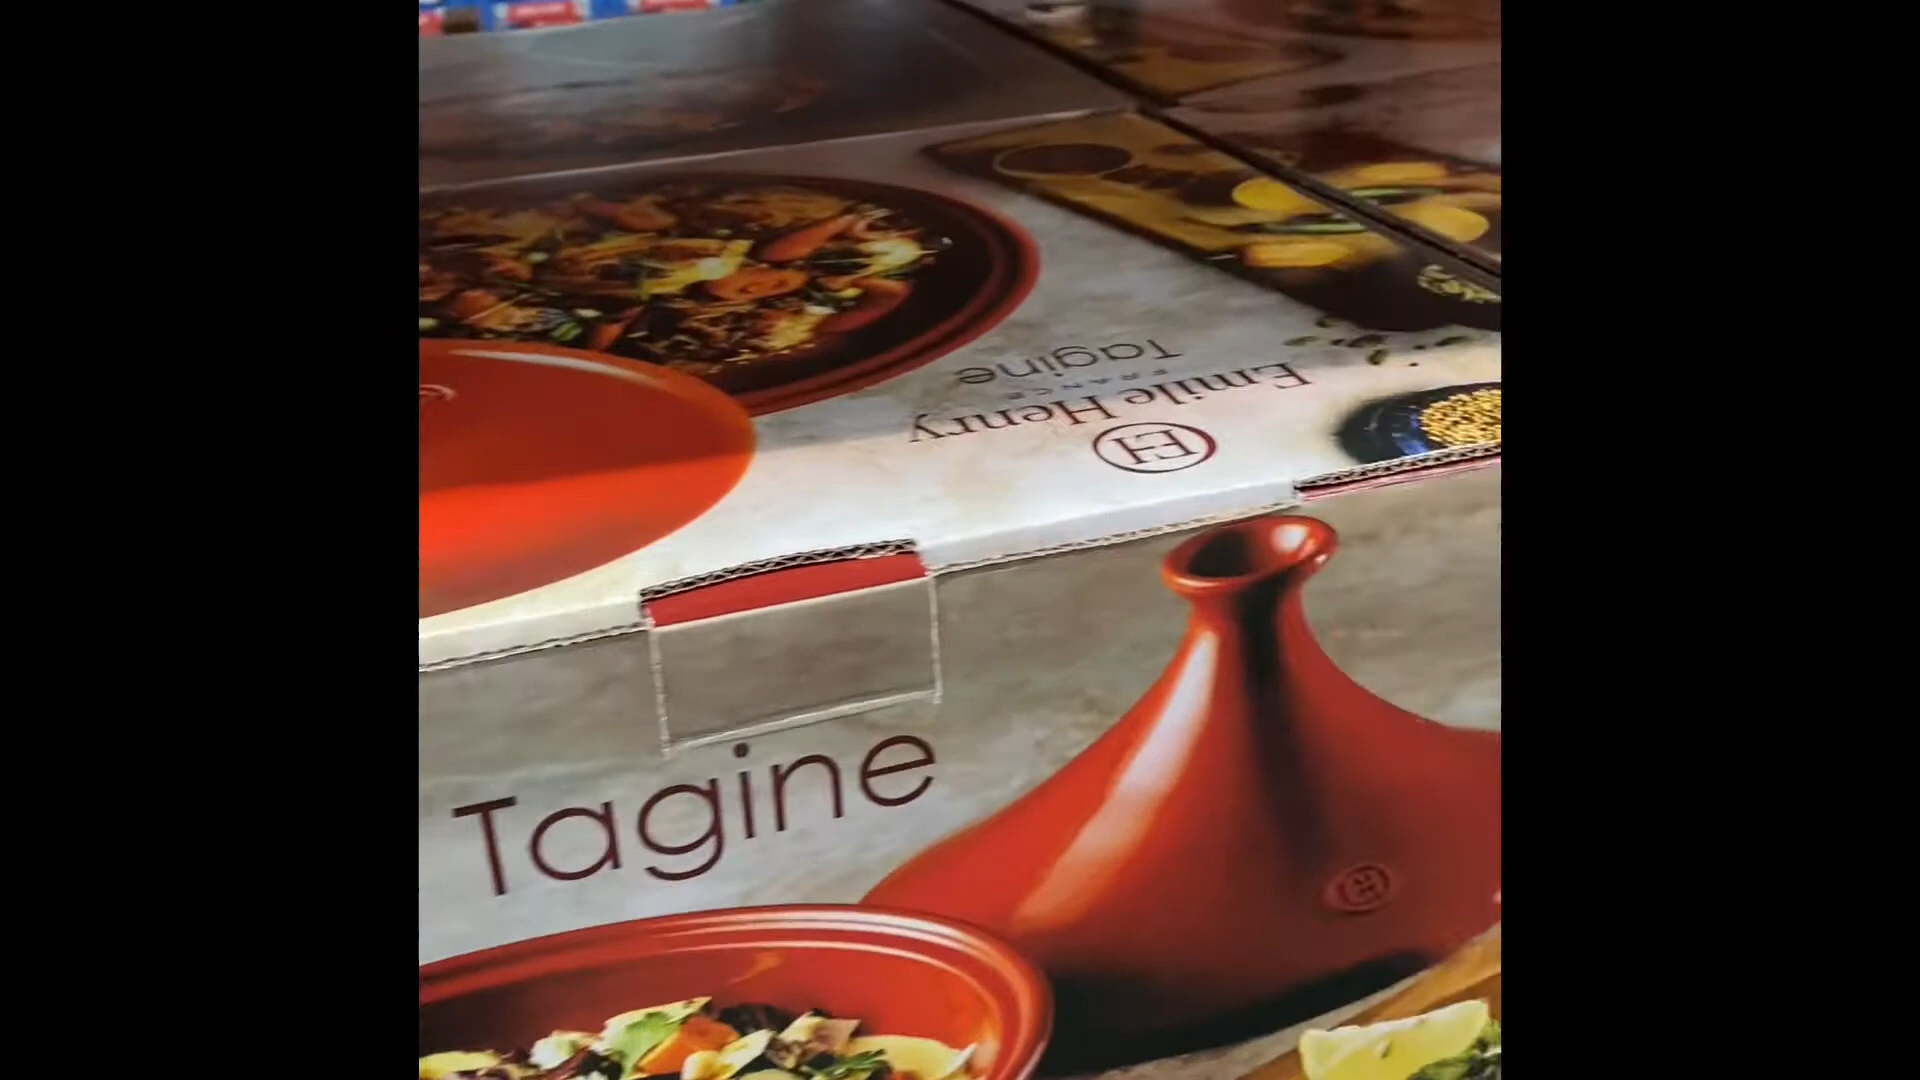 Tagine
FRANCE
Emile Henry
EH
Tagine